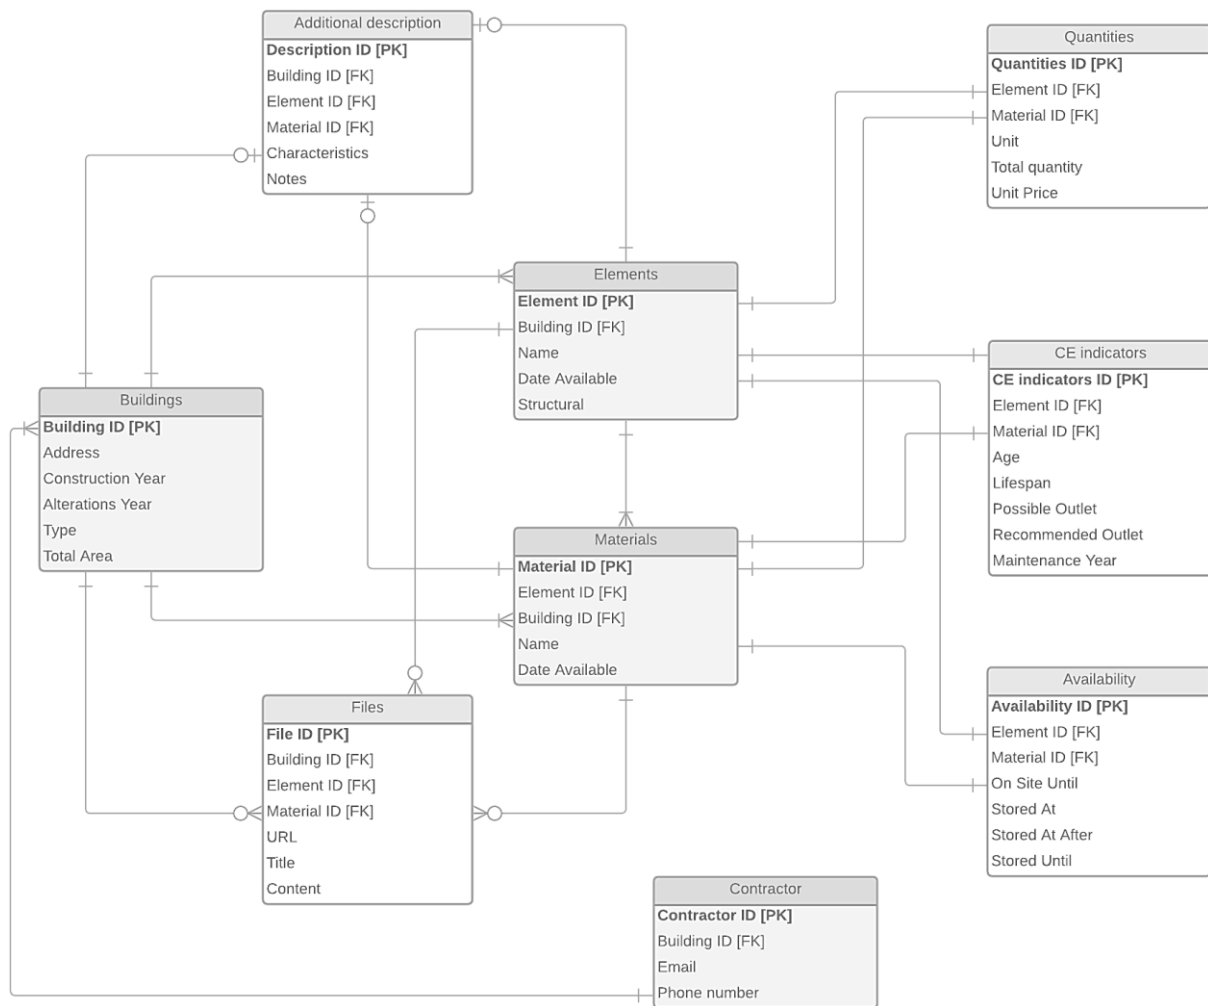 Additional description
Description ID [PK]
Building ID [FK]
Element ID [FK]
Material ID [FK]
Characteristics
Notes
Quantities
Quantities ID [PK]
Element ID [FK]
Material ID [FK]
Unit
Total quantity
Unit Price
Elements
Element ID [PK]
Building ID [FK]
Name
Date Available
Structural
CE indicators
CE indicators ID [PK]
Element ID [FK]
Material ID [FK]
Age
Lifespan
Possible Outlet
Recommended Outlet
Maintenance Year
Buildings
Building ID [PK]
Address
Construction Year
Alterations Year
Type
Total Area
Materials
Material ID [PK]
Element ID [FK]
Building ID [FK]
Name
Date Available
Files
File ID [PK]
Building ID [FK]
Element ID [FK]
Material ID [FK]
URL
Title
Content
Availability
Availability ID [PK]
Element ID [FK]
Material ID [FK]
On Site Until
Stored At
Stored At After
Stored Until
Contractor
Contractor ID [PK]
Building ID [FK]
Email
Phone number